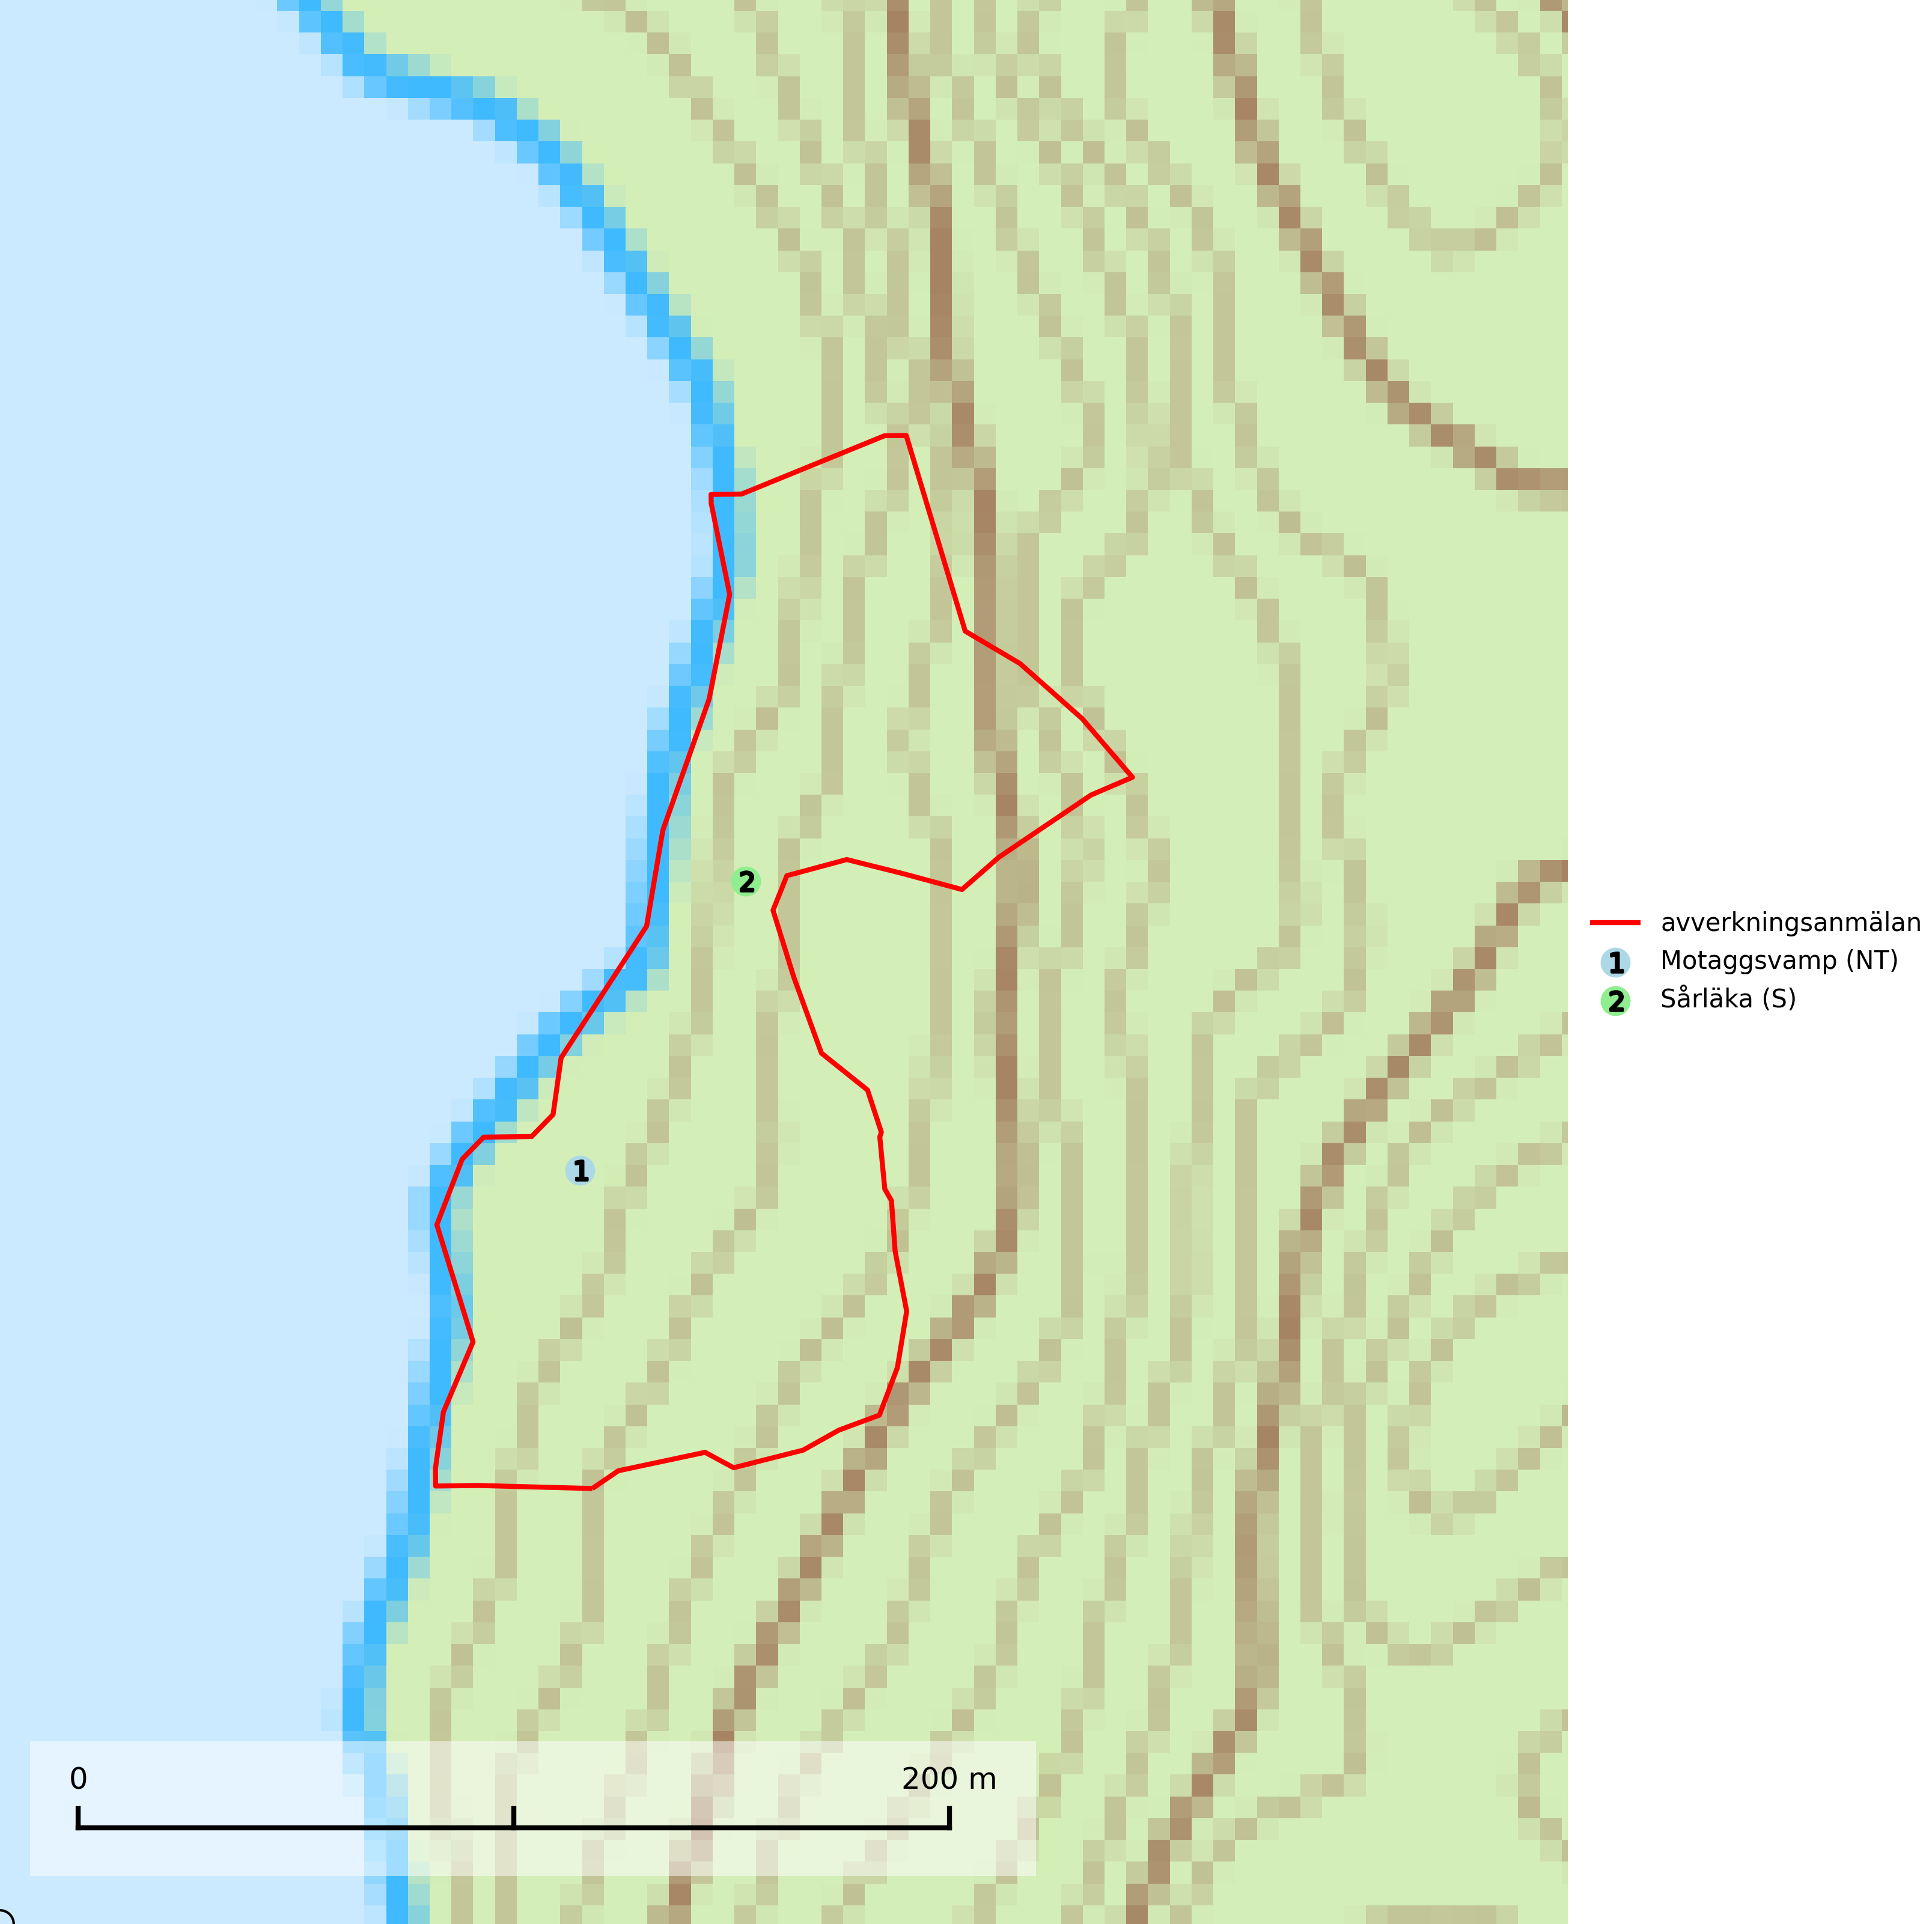 2
1
avverkningsanmälan
1 Motaggsvamp (NT)
2 Sårläka (S)
0 200 m